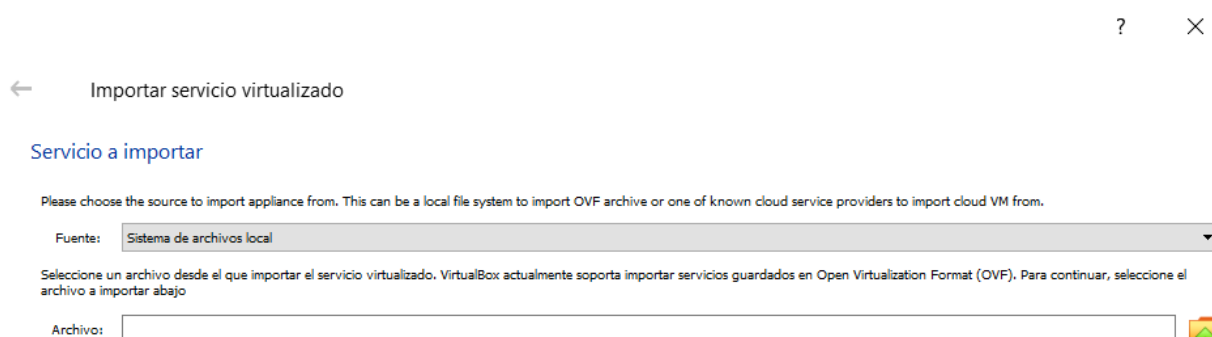 ?
Importar servicio virtualizado
Servicio a importar
Please choose the source to import appliance from. This can be a local file system to import OVF archive or one of known cloud service providers to import cloud VM from.
Fuente: Sistema de archivos local
Seleccione un archivo desde el que importar el servicio virtualizado. VirtualBox actualmente soporta importar servicios guardados en Open Virtualization Format (OVF). Para continuar, seleccione el
archivo a importar abajo
Archivo: